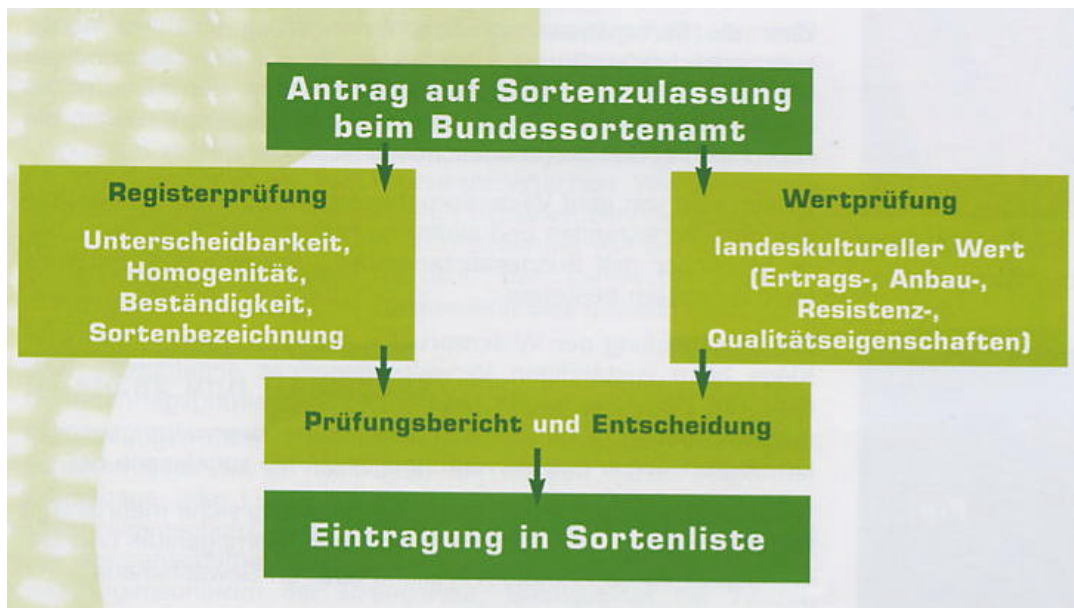 Antrag auf Sortenzulassung
beim Bundessortenamt
Registerprüfung
Unterscheidbarkeit,
Homogenität,
Beständigkeit,
Sortenbezeichnung
Wertprüfung
landeskultureller Wert
(Ertrags-, Anbau-,
Resistenz-,
Qualitätseigenschaften)
Prüfungsbericht und Entscheidung
Eintragung in Sortenliste